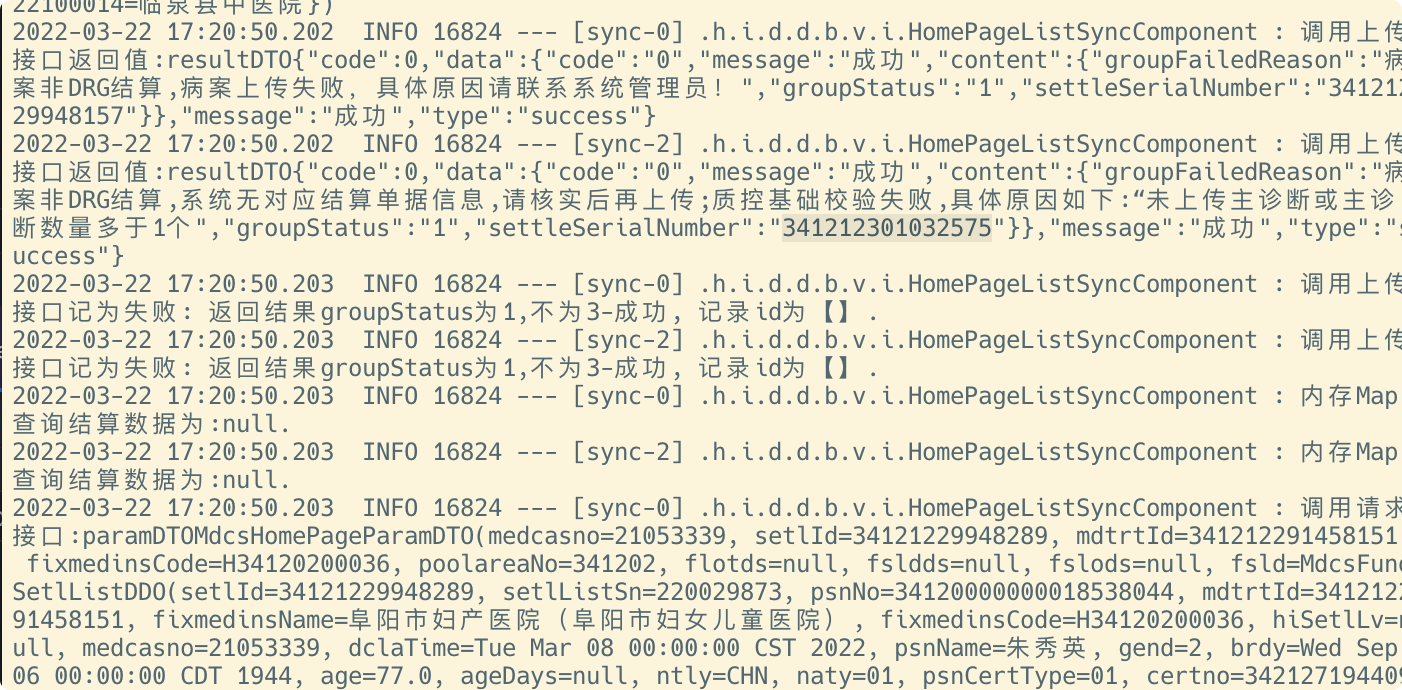 22100014=临泉县中医院})
2022-03-22 17:20:50.202  INFO 16824 --- [sync-0] .h.i.d.d.b.v.i.HomePageListSyncComponent : 调用上传
接口返回值:resultDTO{"code":0,"data":{"code":"0","message":"成功","content":{"groupFailedReason":"病
案非DRG结算,病案上传失败, 具体原因请联系系统管理员! ","groupStatus":"1","settleSerialNumber":"341212
29948157"}},"message":"成功","type":"success"}
2022-03-22 17:20:50.202  INFO 16824 --- [sync-2] .h.i.d.d.b.v.i.HomePageListSyncComponent : 调用上传
接口返回值:resultDTO{"code":0,"data":{"code":"0","message":"成功","content":{"groupFailedReason":"病
案非DRG结算,系统无对应结算单据信息,请核实后再上传;质控基础校验失败,具体原因如下:“未上传主诊断或主诊
断数量多于1个","groupStatus":"1","settleSerialNumber":"341212301032575"}},"message":"成功","type":"s
uccess"}
2022-03-22 17:20:50.203  INFO 16824 --- [sync-0] .h.i.d.d.b.v.i.HomePageListSyncComponent : 调用上传
接口记为失败: 返回结果groupStatus为1,不为3-成功, 记录id为【】.
2022-03-22 17:20:50.203  INFO 16824 --- [sync-2] .h.i.d.d.b.v.i.HomePageListSyncComponent : 调用上传
接口记为失败: 返回结果groupStatus为1,不为3-成功, 记录id为【】.
2022-03-22 17:20:50.203  INFO 16824 --- [sync-0] .h.i.d.d.b.v.i.HomePageListSyncComponent : 内存Map
查询结算数据为:null.
2022-03-22 17:20:50.203  INFO 16824 --- [sync-2] .h.i.d.d.b.v.i.HomePageListSyncComponent : 内存Map
查询结算数据为:null.
2022-03-22 17:20:50.203  INFO 16824 --- [sync-0] .h.i.d.d.b.v.i.HomePageListSyncComponent : 调用请求
接口:paramDTOMdcsHomePageParamDTO(medcasno=21053339, setlId=34121229948289, mdtrtId=341212291458151
 fixmedinsCode=H34120200036, poolareaNo=341202, flotds=null, fsldds=null, fslods=null, fsld=MdcsFund
SetlListDDO(setlId=34121229948289, setlListSn=220029873, psnNo=34120000000018538044, mdtrtId=3412122
91458151, fixmedinsName=阜阳市妇产医院（阜阳市妇女儿童医院）, fixmedinsCode=H34120200036, hiSetlLv=n
ull, medcasno=21053339, dclaTime=Tue Mar 08 00:00:00 CST 2022, psnName=朱秀英, gend=2, brdy=Wed Sep
06 00:00:00 CDT 1944, age=77.0, ageDays=null, ntly=CHN, naty=01, psnCertType=01, certno=342127194409